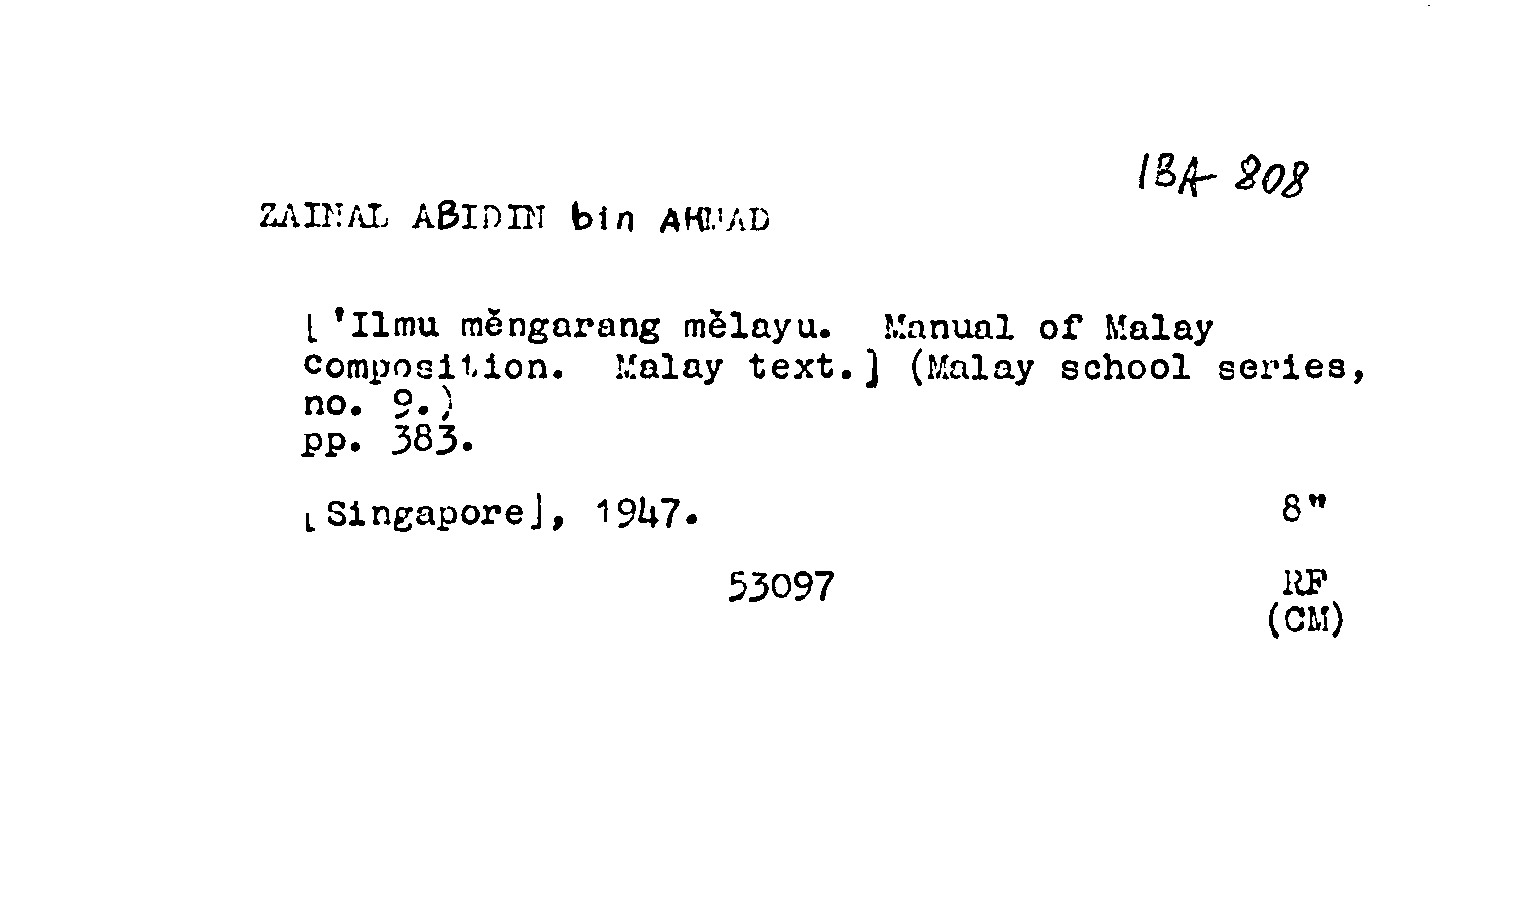 IBA 808
ZAINAL ABIDIN bin AHMAD
['Ilmu mĕngarang mĕlayu. Manual of Malay
composition. Malay text.] (Malay school series,
no. 9.)
pp. 383.
[Singapore], 1947. 8"
53097 RF
(CM)